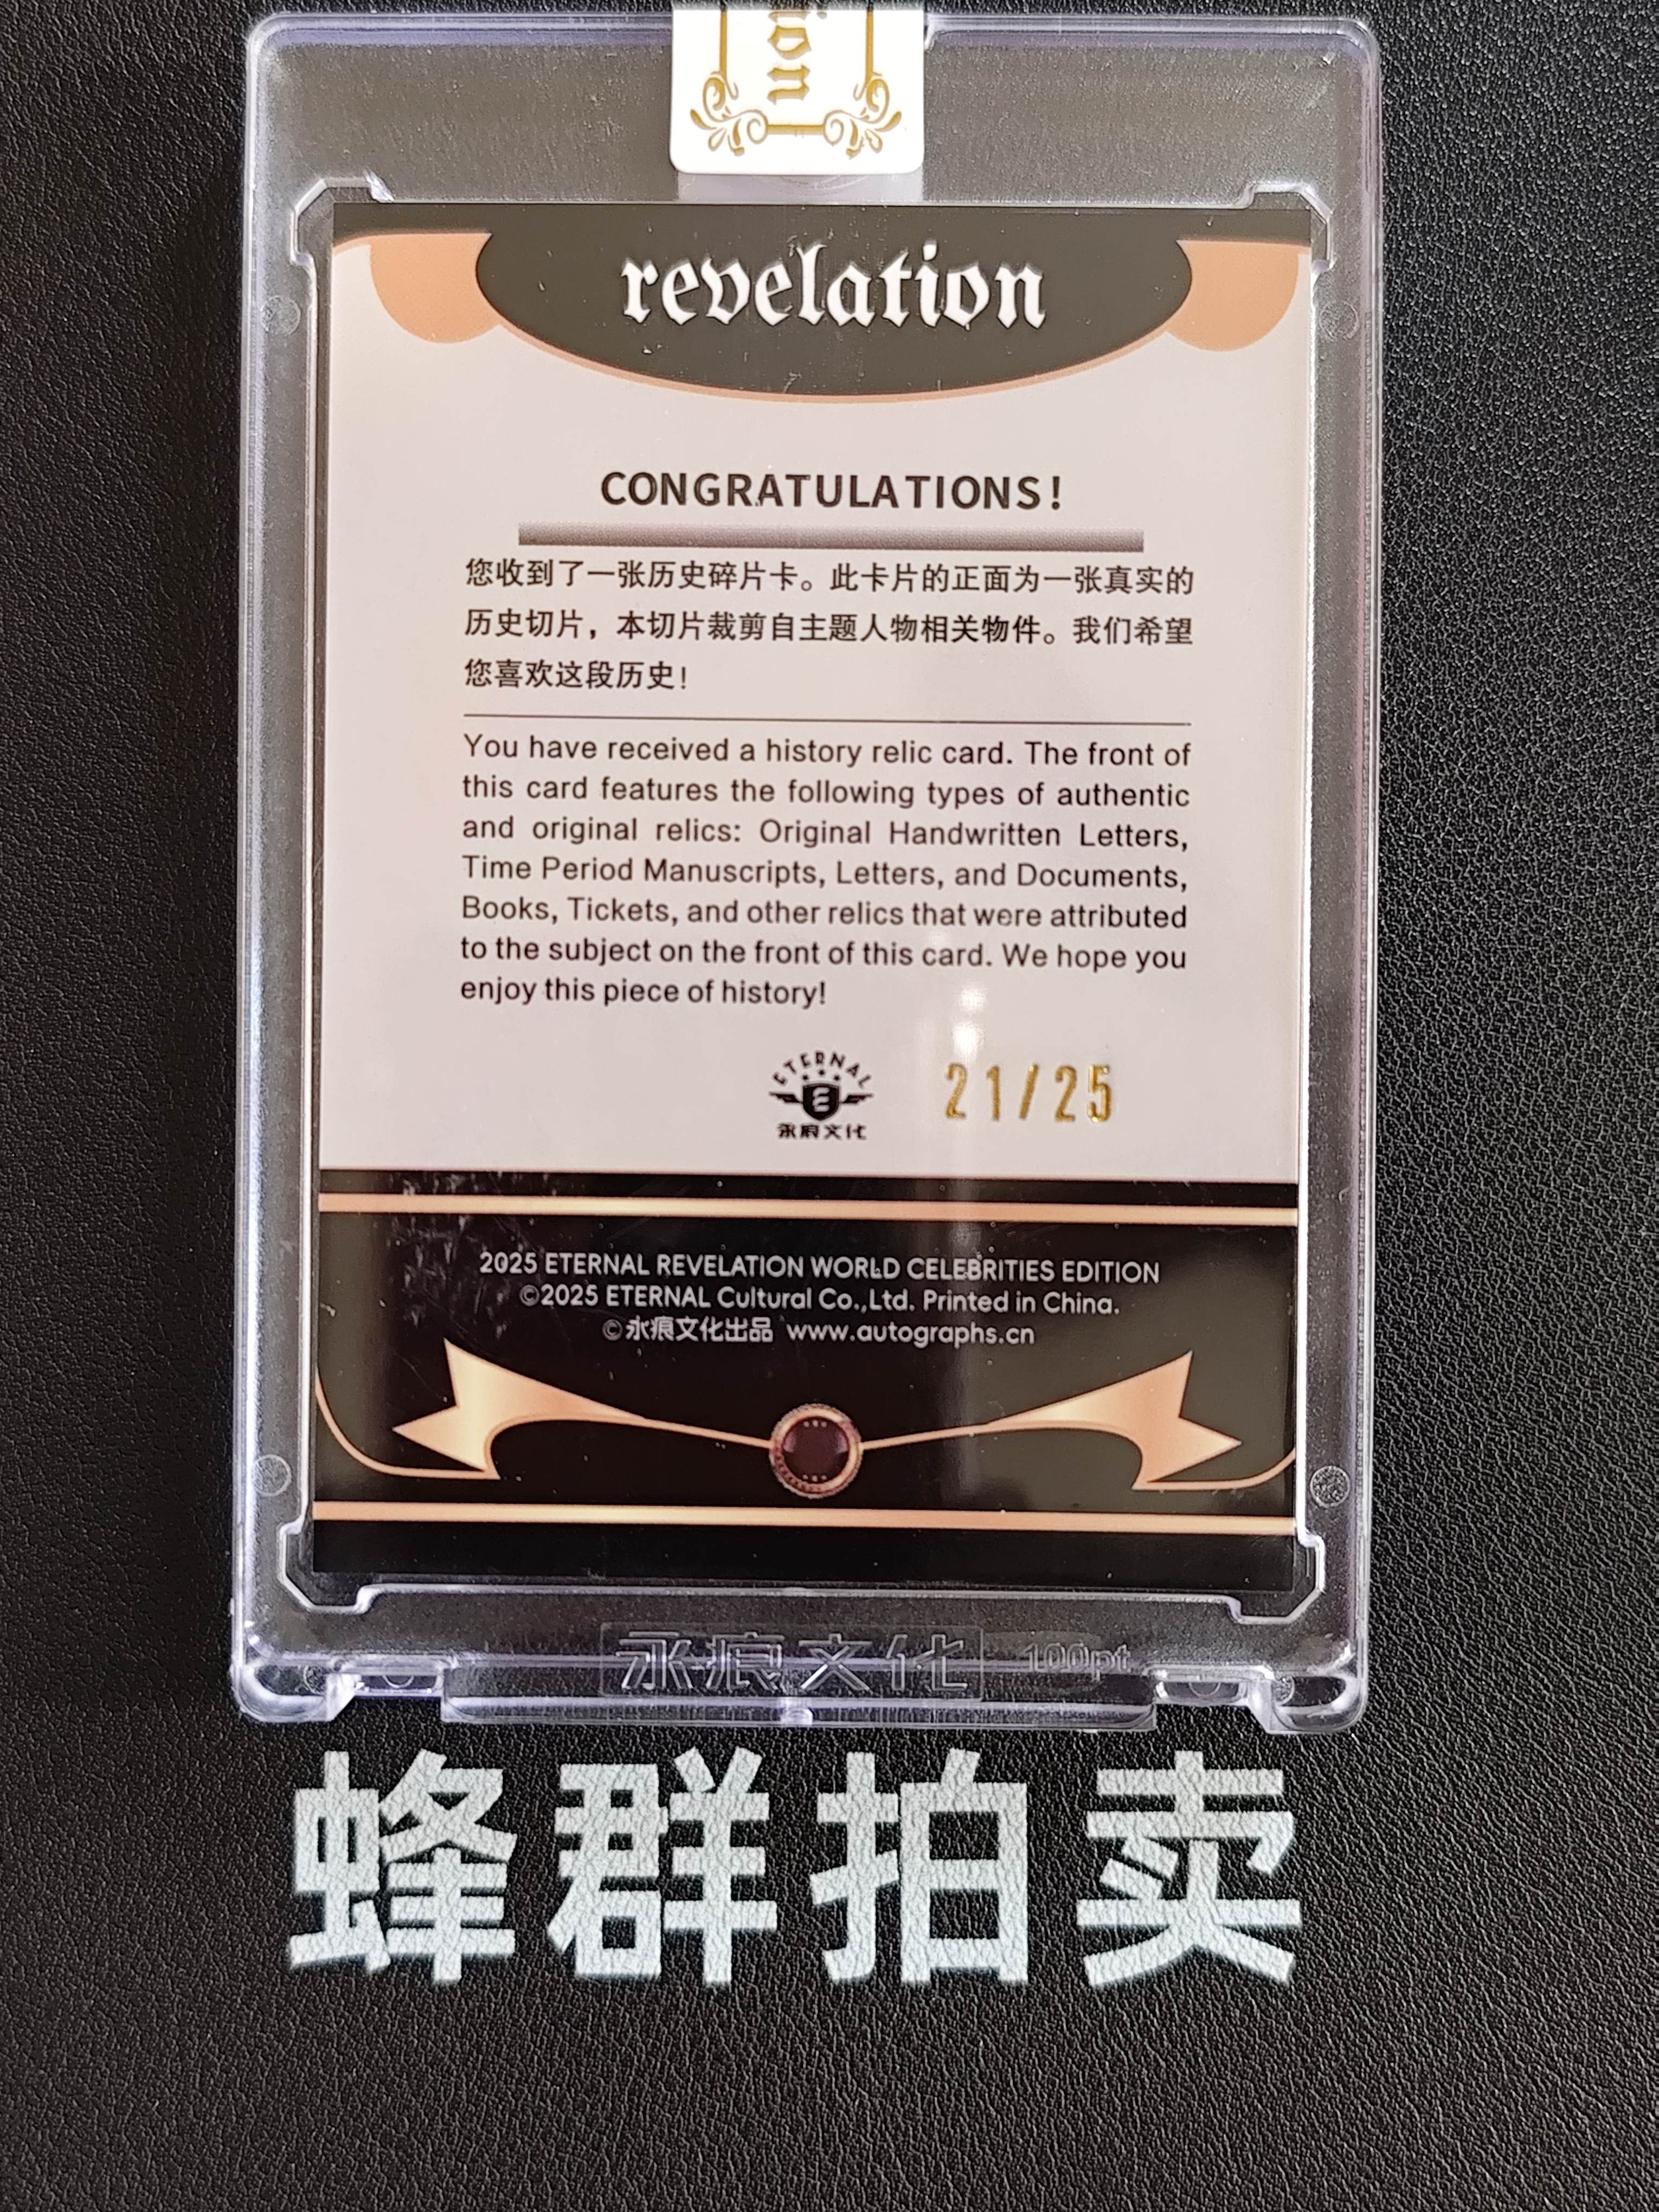 ion
revelation
CONGRATULATIONS!
您收到了一张历史碎片卡。此卡片的正面为一张真实的
历史切片，本切片裁剪自主题人物相关物件。我们希望
您喜欢这段历史!
You have received a history relic card. The front of
this card features the following types of authentic
and original relics: Original Handwritten Letters,
Time Period Manuscripts, Letters, and Documents,
Books, Tickets, and other relics that were attributed
to the subject on the front of this card. We hope you
enjoy this piece of history!
ETERNAL
永痕文化
21/25
2025 ETERNAL REVELATION WORLD CELEBRITIES EDITION
©2025 ETERNAL Cultural Co.,Ltd. Printed in China.
©永痕文化出品 www.autographs.cn
永痕文化 100pt
蜂群拍卖